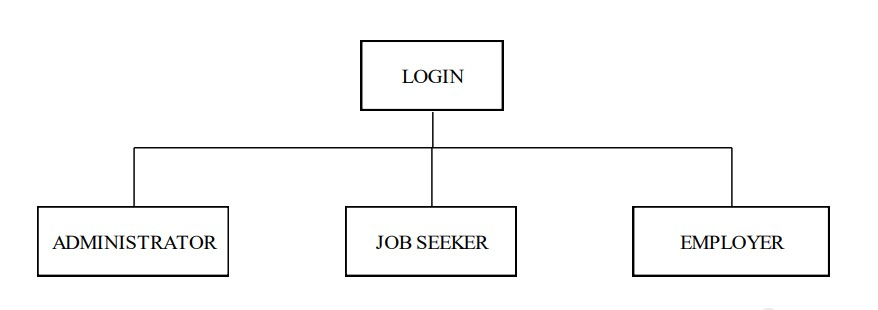 LOGIN
ADMINISTRATOR
JOB SEEKER
EMPLOYER